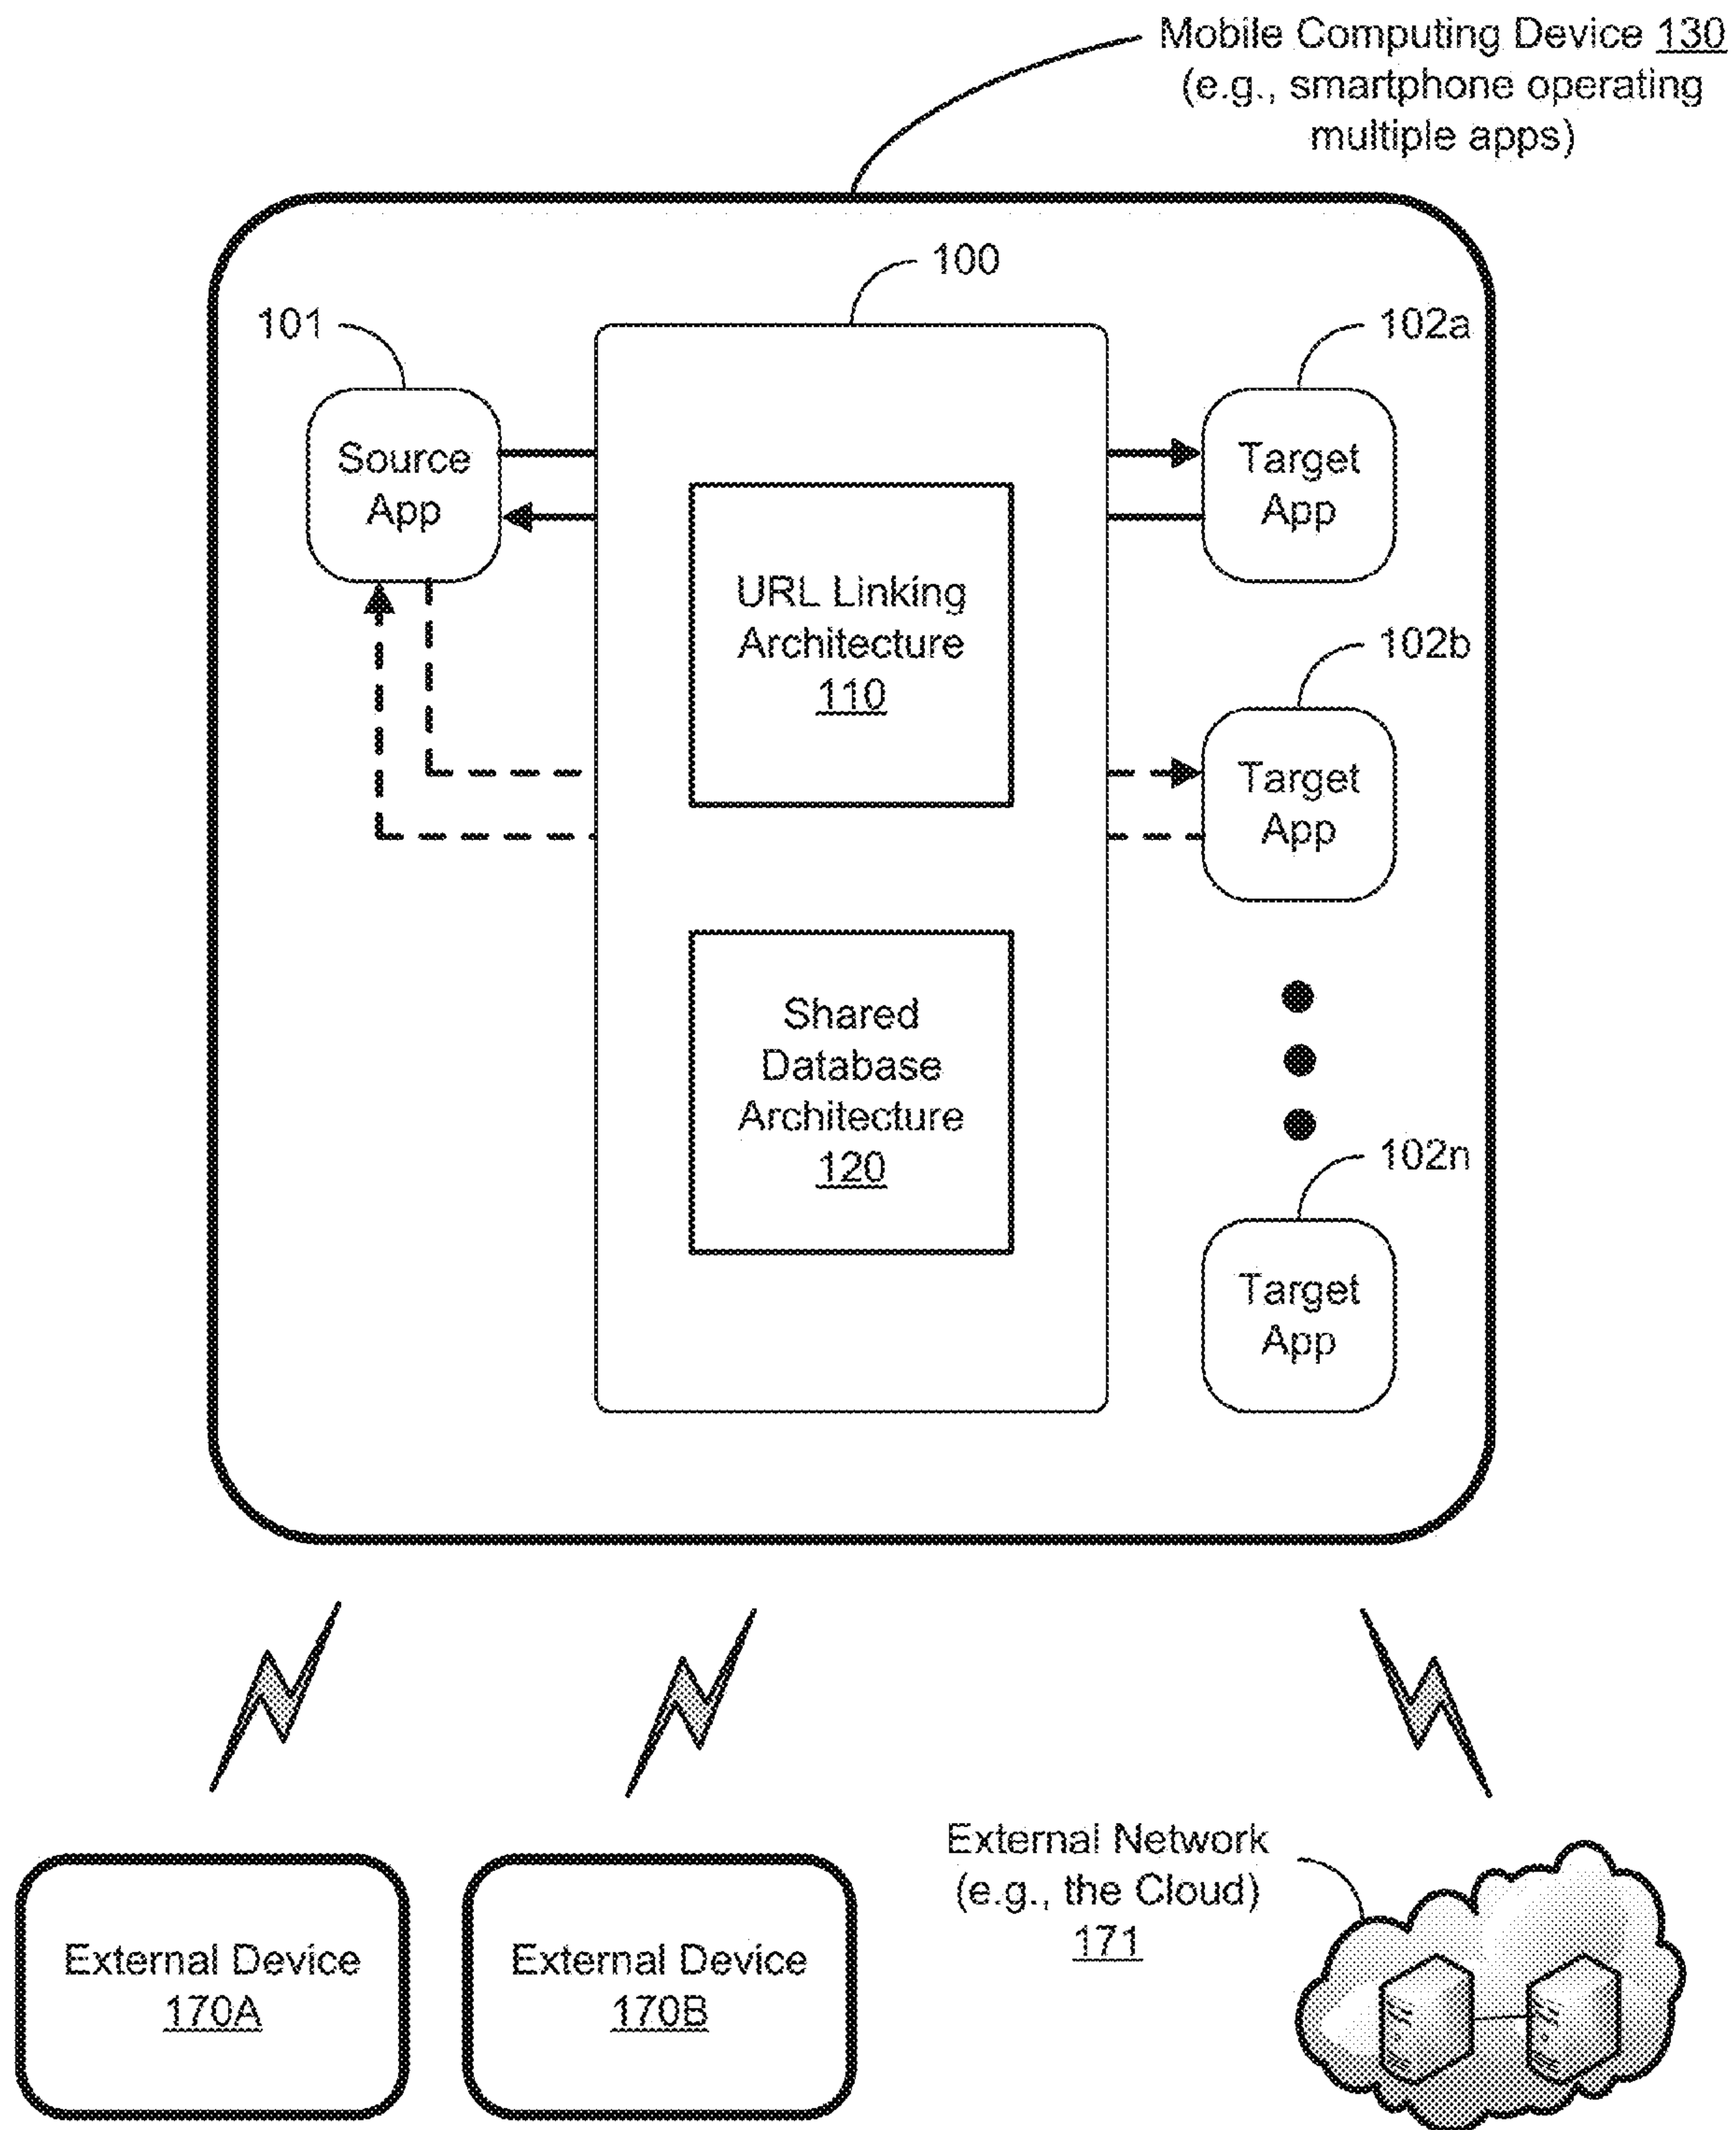 Mobile Computing Device 130
(e.g., smartphone operating
multiple apps)
100
101
102a
Source
App
Target
App
URL Linking
Architecture
110
102b
Target
App
Shared
Database
Architecture
120
102n
Target
App
External Network
(e.g., the Cloud)
171
External Device
170A
External Device
170B